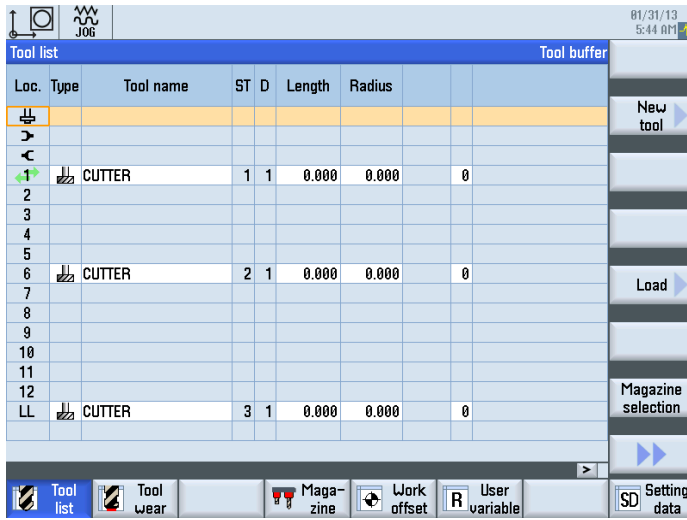 01/31/13
JOG
5:44 AM
Tool list Tool buffer
Loc. Type Tool name ST D Length Radius
New
tool
1 CUTTER 1 1 0.000 0.000 0
2
3
4
5
6 CUTTER 2 1 0.000 0.000 0
Load
7
8
9
10
11
12
LL CUTTER 3 1 0.000 0.000 0
Magazine
selection
>
Tool
list
Tool
wear
Maga-
zine
Work
offset
R
User
variable
SD
Setting
data